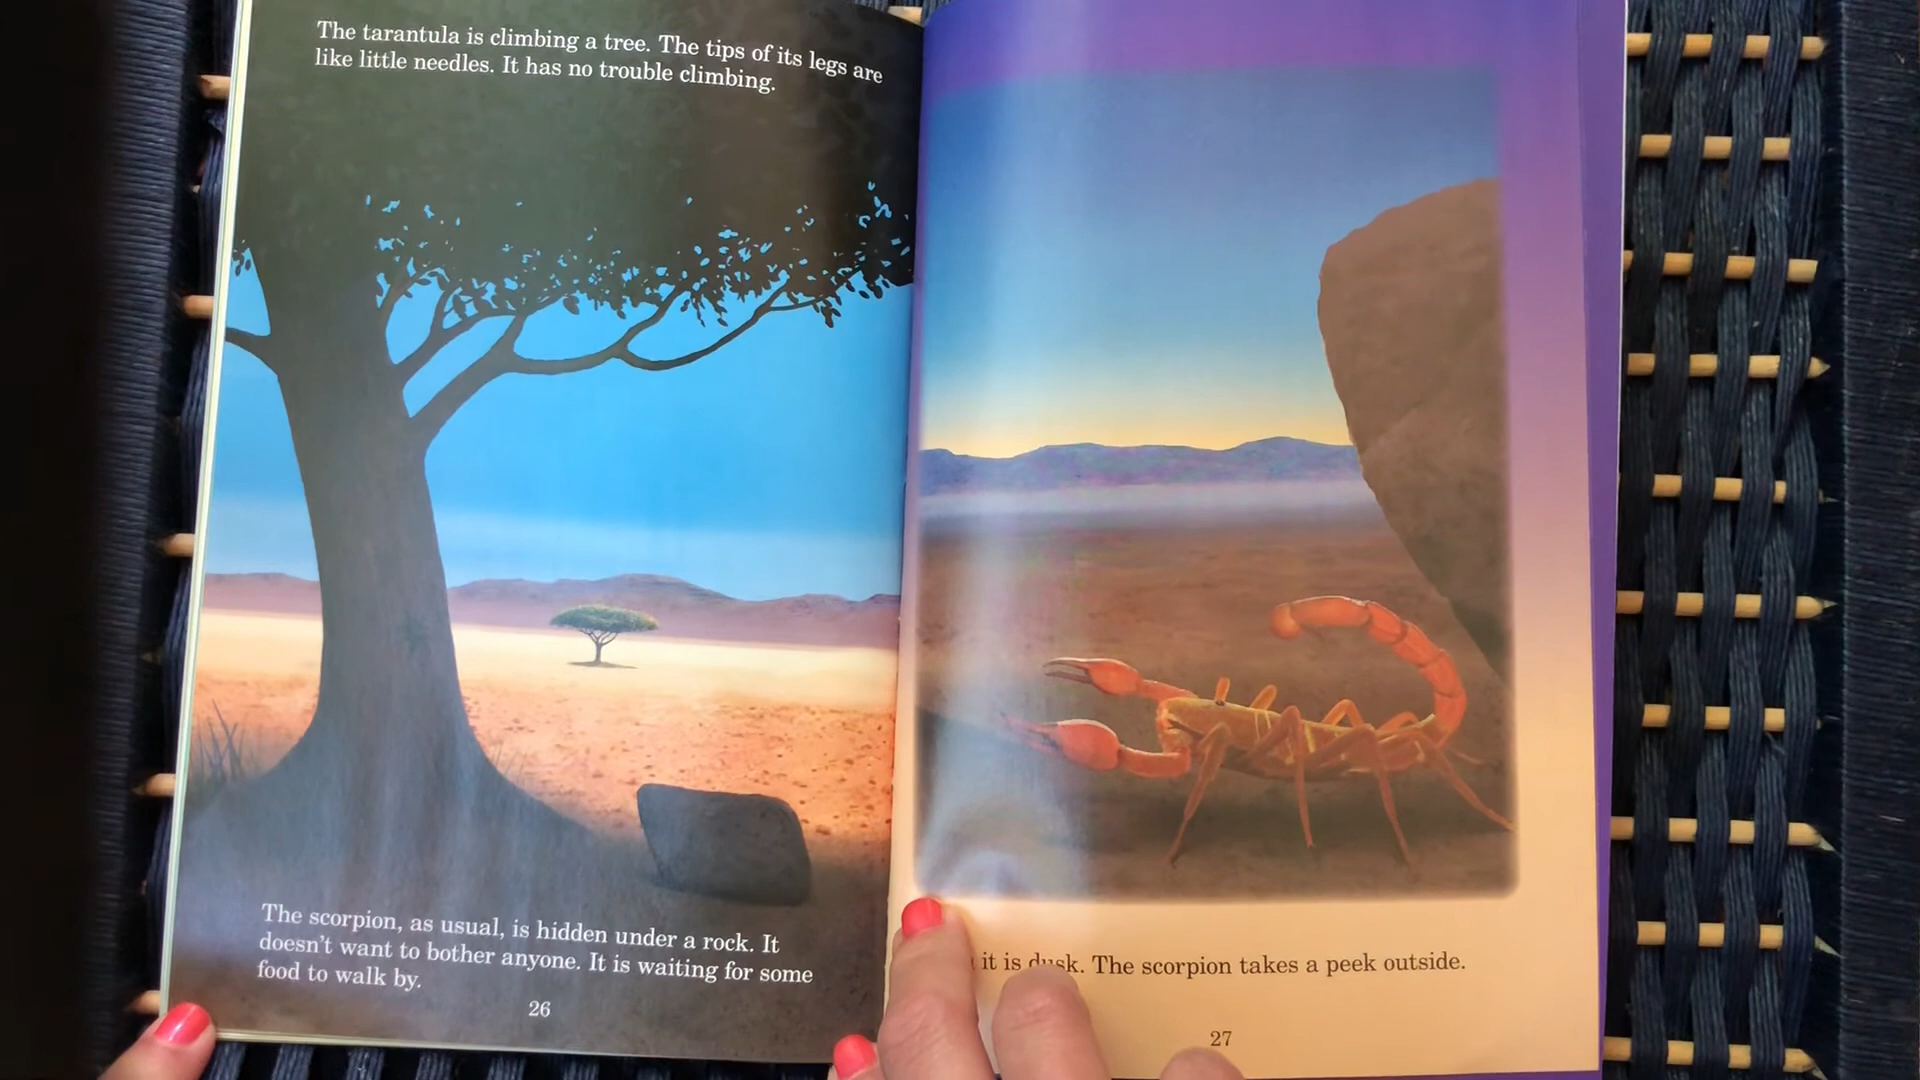 The tarantula is climbing a tree. The tips of its legs are
like little needles. It has no trouble climbing.
The scorpion, as usual, is hidden under a rock. It
doesn't want to bother anyone. It is waiting for some
food to walk by.
26
it is dusk. The scorpion takes a peek outside.
27